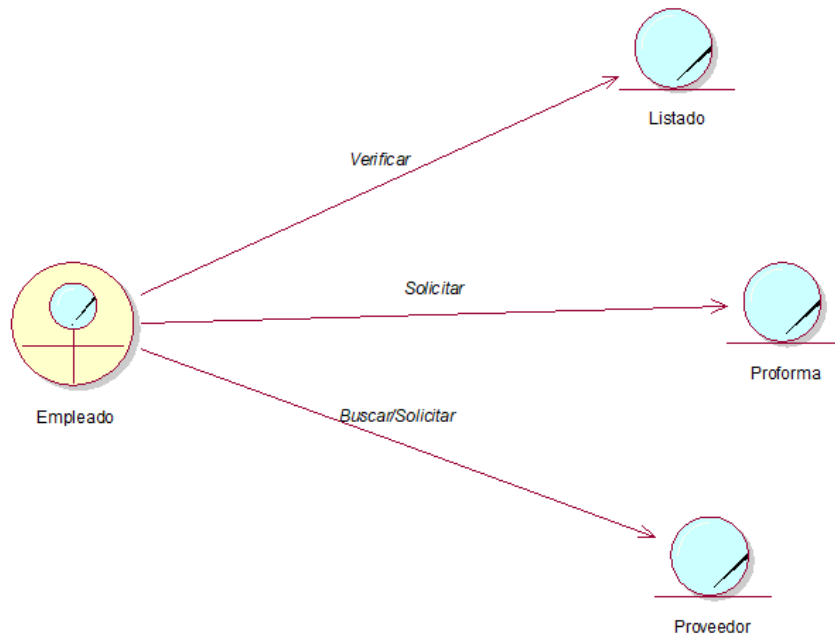 Listado
Verificar
Solicitar
Proforma
Empleado
Buscar/Solicitar
Proveedor